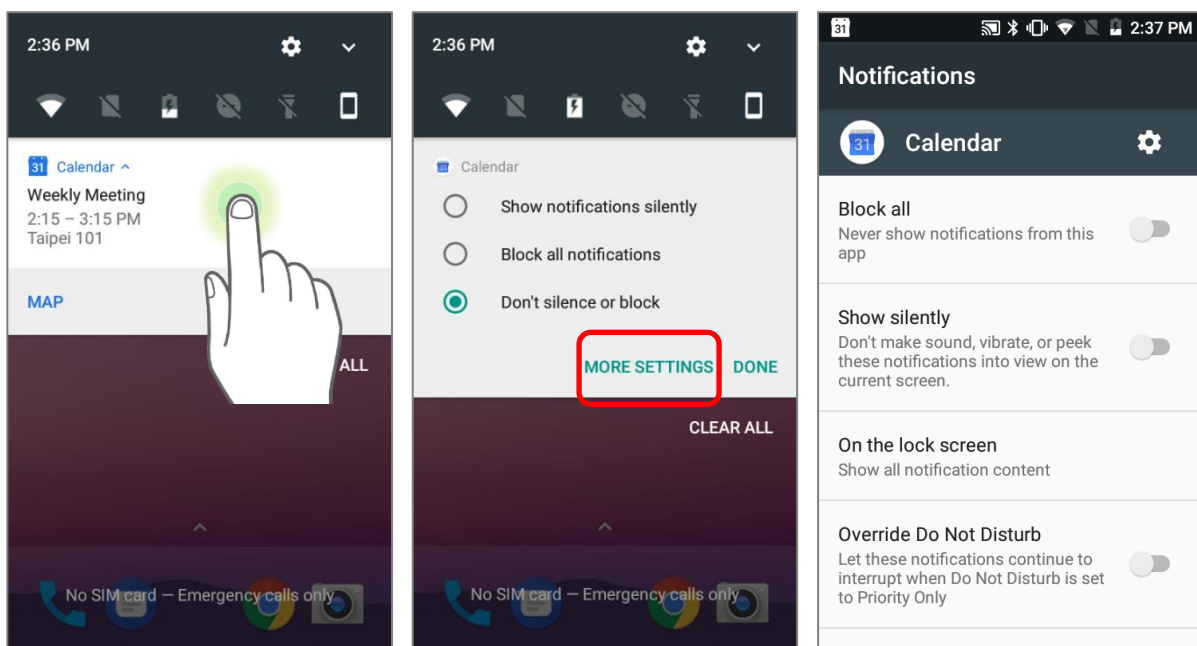 2:36 PM
31 Calendar
Weekly Meeting
2:15 – 3:15 PM
Taipei 101
MAP
ALL
No SIM card — Emergency calls only
2:36 PM
31 Calendar
Show notifications silently
Block all notifications
Don't silence or block
MORE SETTINGS DONE
CLEAR ALL
No SIM card — Emergency calls only
31 2:37 PM
Notifications
31 Calendar
Block all
Never show notifications from this
app
Show silently
Don't make sound, vibrate, or peek
these notifications into view on the
current screen.
On the lock screen
Show all notification content
Override Do Not Disturb
Let these notifications continue to
interrupt when Do Not Disturb is set
to Priority Only